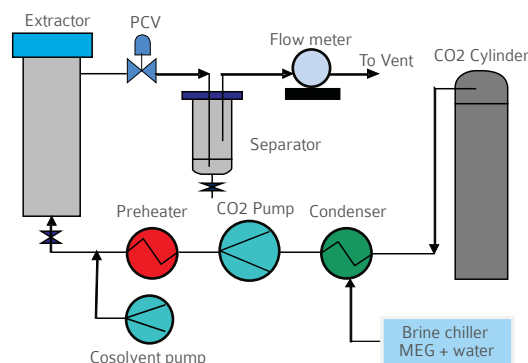 Extractor
PCV
Flow meter
To Vent
CO2 Cylinder
Separator
Preheater
CO2 Pump
Condenser
Cosolvent pump
Brine chiller
MEG + water